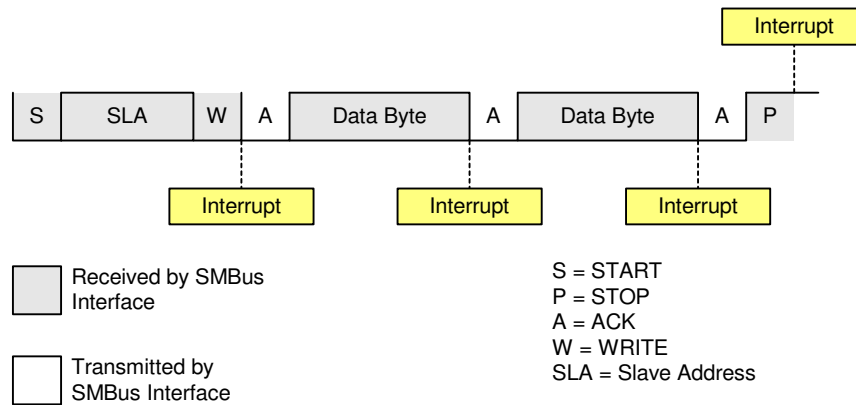 Interrupt
S SLA W A Data Byte A Data Byte A P
Interrupt Interrupt Interrupt
Received by SMBus
Interface
Transmitted by
SMBus Interface
S = START
P = STOP
A = ACK
W = WRITE
SLA = Slave Address